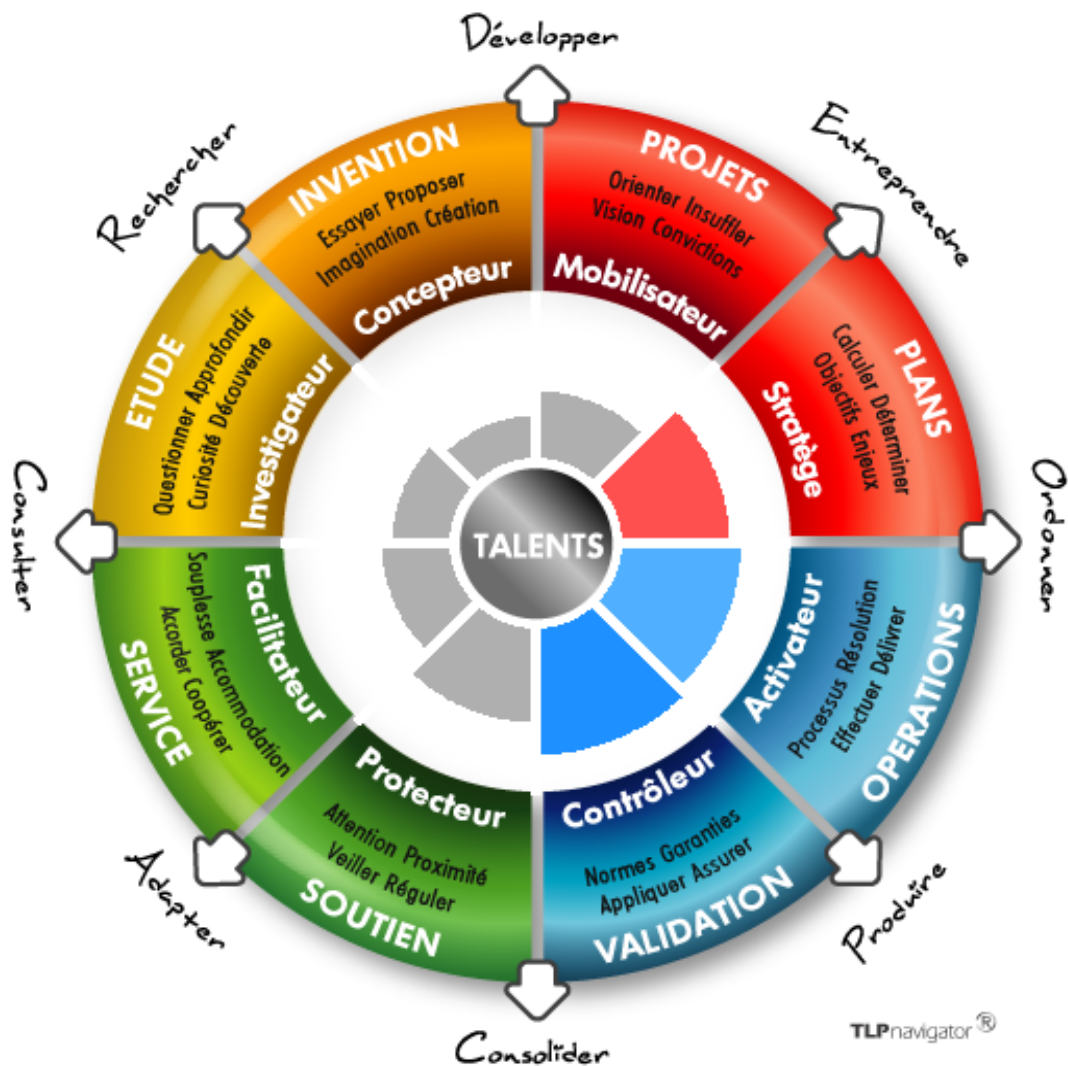 Développer
Entreprendre
Ordonner
Produire
Consolider
Adapter
Consulter
Rechercher
PROJETS
Orienter Insuffler
Vision Convictions
Mobilisateur
PLANS
Calculer Déterminer
Objectifs Enjeux
Stratège
OPERATIONS
Processus Résolution
Effectuer Délivrer
Activateur
Contrôleur
Normes Garanties
Appliquer Assurer
VALIDATION
Protecteur
Attention Proximité
Veiller Réguler
SOUTIEN
Facilitateur
Souplesse Accommodation
Accorder Coopérer
SERVICE
ETUDE
Questionner Approfondir
Curiosité Découverte
Investigateur
INVENTION
Essayer Proposer
Imagination Création
Concepteur
TALENTS
TLPnavigator ®